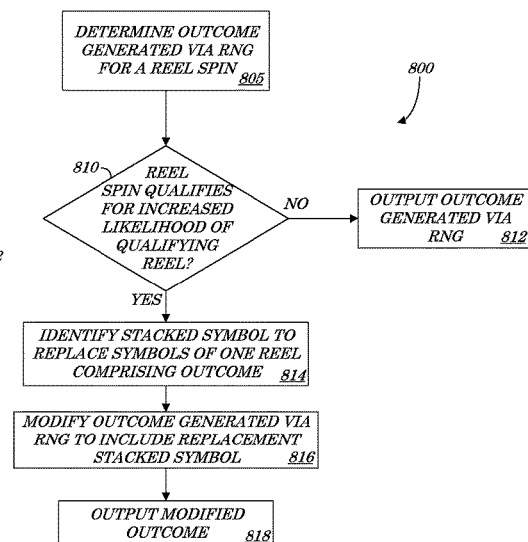 DETERMINE OUTCOME
GENERATED VIA RNG
FOR A REEL SPIN
805
800
810
REEL
SPIN QUALIFIES
FOR INCREASED
LIKELIHOOD OF
QUALIFYING
REEL?
NO
OUTPUT OUTCOME
GENERATED VIA
RNG 812
YES
IDENTIFY STACKED SYMBOL TO
REPLACE SYMBOLS OF ONE REEL
COMPRISING OUTCOME 814
MODIFY OUTCOME GENERATED VIA
RNG TO INCLUDE REPLACEMENT
STACKED SYMBOL 816
OUTPUT MODIFIED
OUTCOME 818